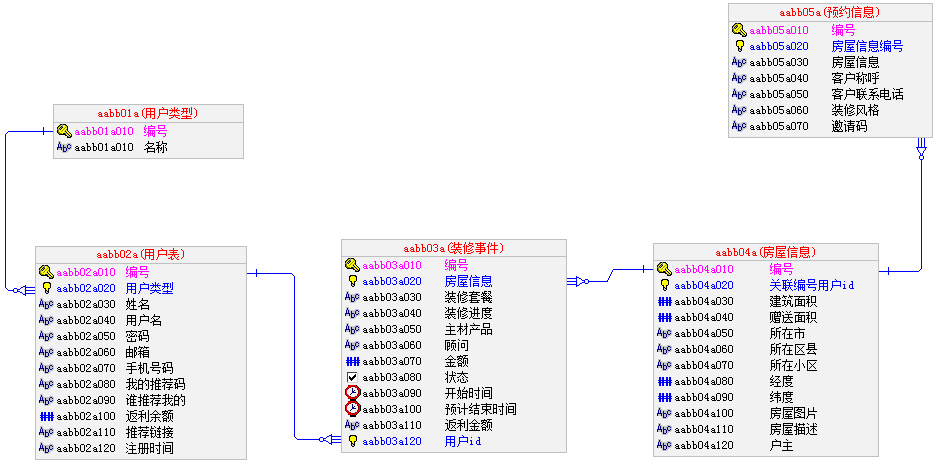 aabb05a(预约信息)
aabb05a010 编号
aabb05a020 房屋信息编号
aabb05a030 房屋信息
aabb05a040 客户称呼
aabb05a050 客户联系电话
aabb05a060 装修风格
aabb05a070 邀请码
aabb01a(用户类型)
aabb01a010 编号
aabb01a010 名称
aabb02a(用户表)
aabb02a010 编号
aabb02a020 用户类型
aabb02a030 姓名
aabb02a040 用户名
aabb02a050 密码
aabb02a060 邮箱
aabb02a070 手机号码
aabb02a080 我的推荐码
aabb02a090 谁推荐我的
aabb02a100 返利余额
aabb02a110 推荐链接
aabb02a120 注册时间
aabb03a(装修事件)
aabb03a010 编号
aabb03a020 房屋信息
aabb03a030 装修套餐
aabb03a040 装修进度
aabb03a050 主材产品
aabb03a060 顾问
aabb03a070 金额
aabb03a080 状态
aabb03a090 开始时间
aabb03a100 预计结束时间
aabb03a110 返利金额
aabb03a120 用户id
aabb04a(房屋信息)
aabb04a010 编号
aabb04a020 关联编号用户id
aabb04a030 建筑面积
aabb04a040 赠送面积
aabb04a050 所在市
aabb04a060 所在区县
aabb04a070 所在小区
aabb04a080 经度
aabb04a090 纬度
aabb04a100 房屋图片
aabb04a110 房屋描述
aabb04a120 户主